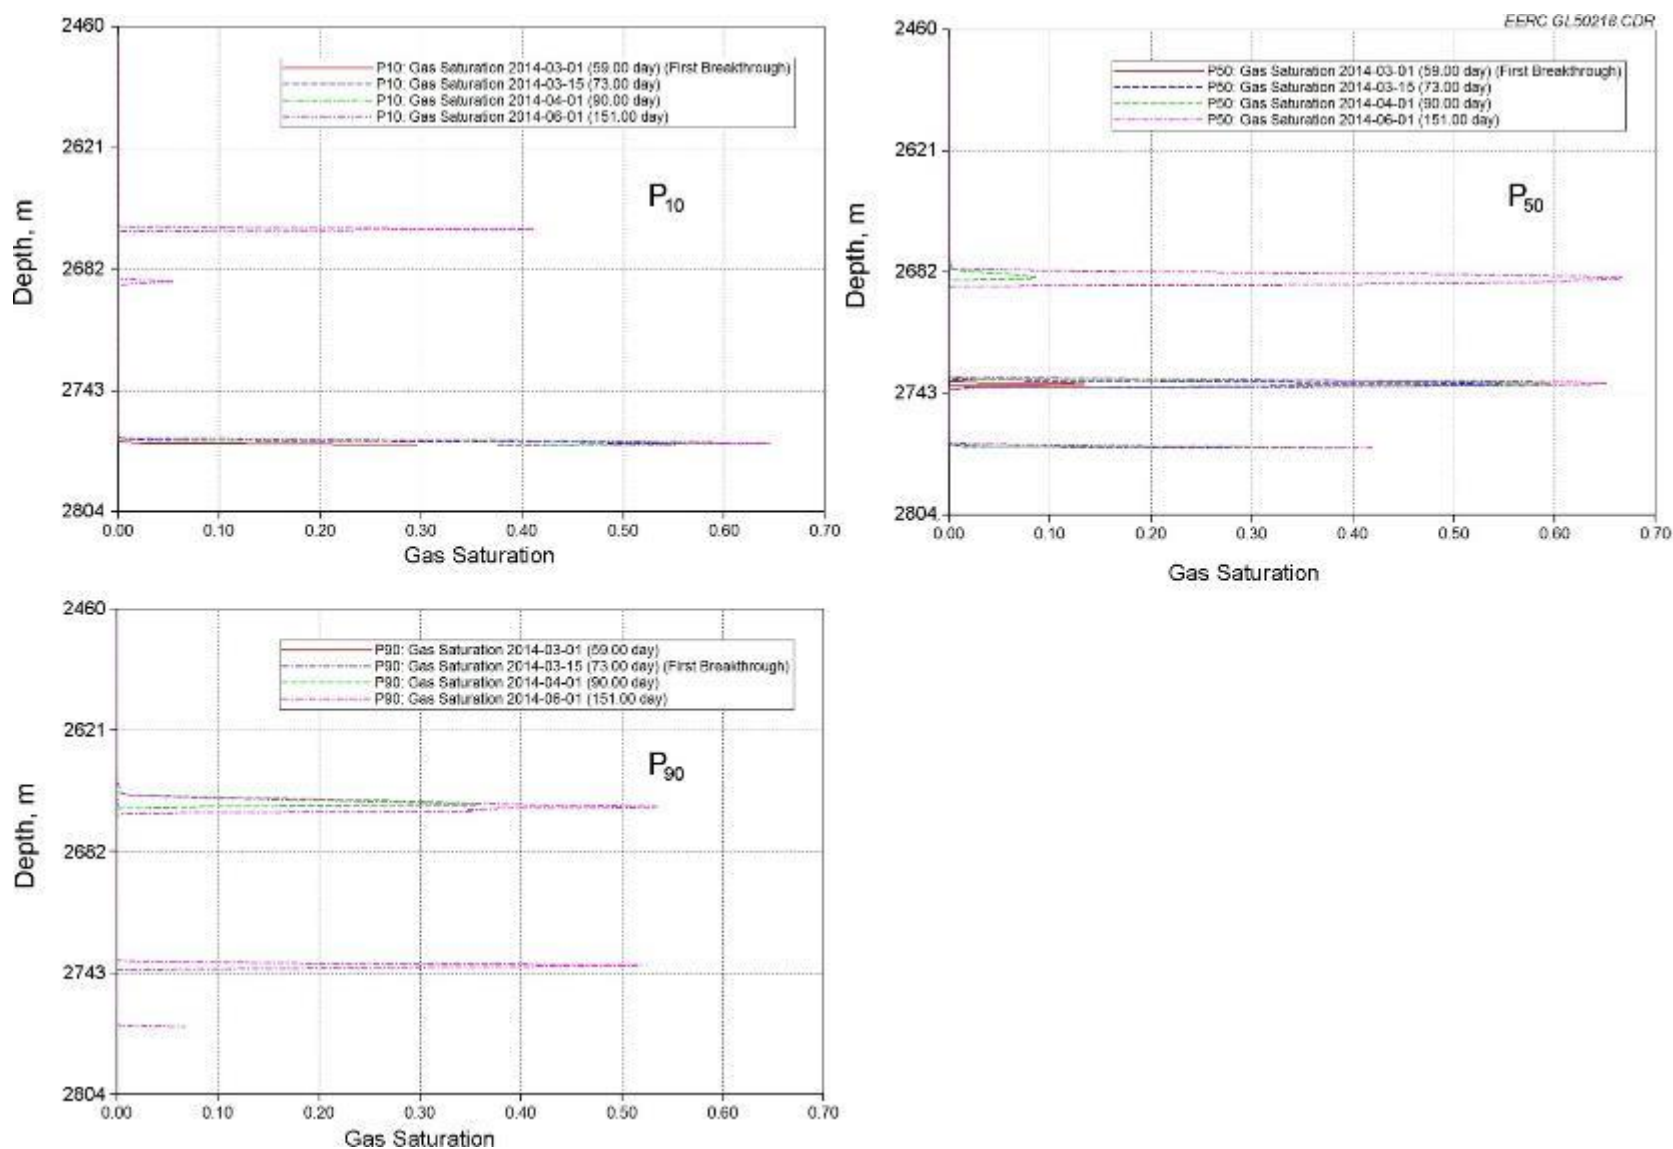 EERC GL50218.CDR
2460
2621
2682
2743
2804
Depth, m
P10: Gas Saturation 2014-03-01 (59.00 day) (First Breakthrough)
P10: Gas Saturation 2014-03-15 (73.00 day)
P10: Gas Saturation 2014-04-01 (90.00 day)
P10: Gas Saturation 2014-06-01 (151.00 day)
P10
0.00 0.10 0.20 0.30 0.40 0.50 0.60 0.70
Gas Saturation
2460
2621
2682
2743
2804
Depth, m
P50: Gas Saturation 2014-03-01 (59.00 day) (First Breakthrough)
P50: Gas Saturation 2014-03-15 (73.00 day)
P50: Gas Saturation 2014-04-01 (90.00 day)
P50: Gas Saturation 2014-06-01 (151.00 day)
P50
0.00 0.10 0.20 0.30 0.40 0.50 0.60 0.70
Gas Saturation
2460
2621
2682
2743
2804
Depth, m
P90: Gas Saturation 2014-03-01 (59.00 day)
P90: Gas Saturation 2014-03-15 (73.00 day) (First Breakthrough)
P90: Gas Saturation 2014-04-01 (90.00 day)
P90: Gas Saturation 2014-06-01 (151.00 day)
P90
0.00 0.10 0.20 0.30 0.40 0.50 0.60 0.70
Gas Saturation